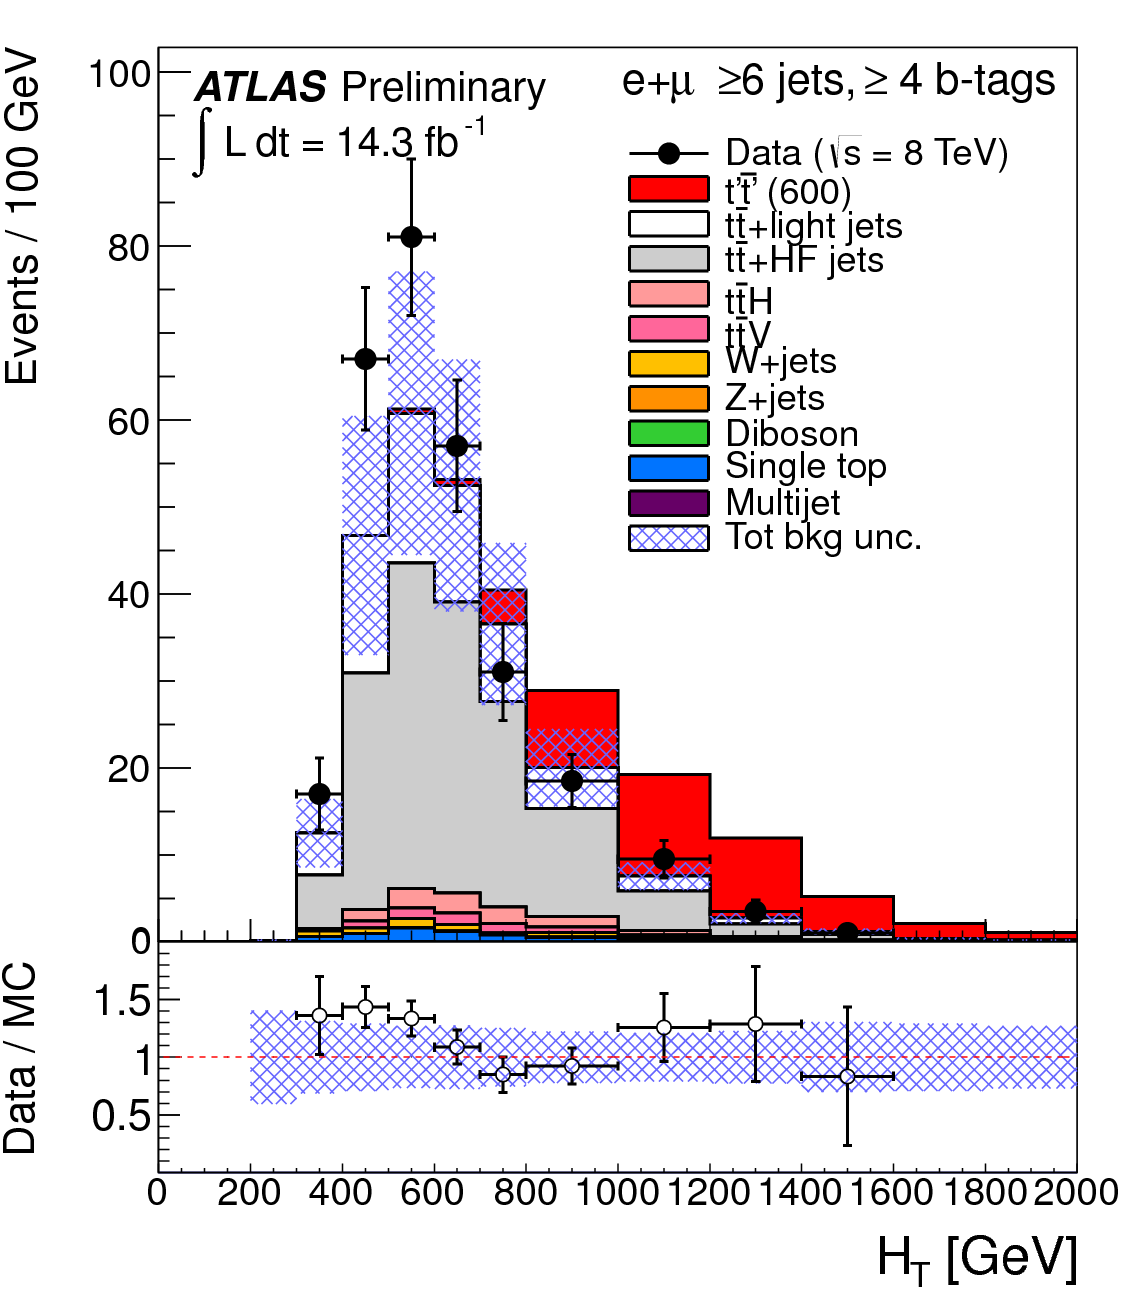 ATLAS Preliminary
∫ L dt = 14.3 fb⁻¹
e+μ ≥6 jets, ≥ 4 b-tags
Data (√s = 8 TeV)
t't̄' (600)
tt̄+light jets
tt̄+HF jets
tt̄H
tt̄V
W+jets
Z+jets
Diboson
Single top
Multijet
Tot bkg unc.
Events / 100 GeV
100
80
60
40
20
0
Data / MC
1.5
1
0.5
0 200 400 600 800 1000 1200 1400 1600 1800 2000
H_T [GeV]